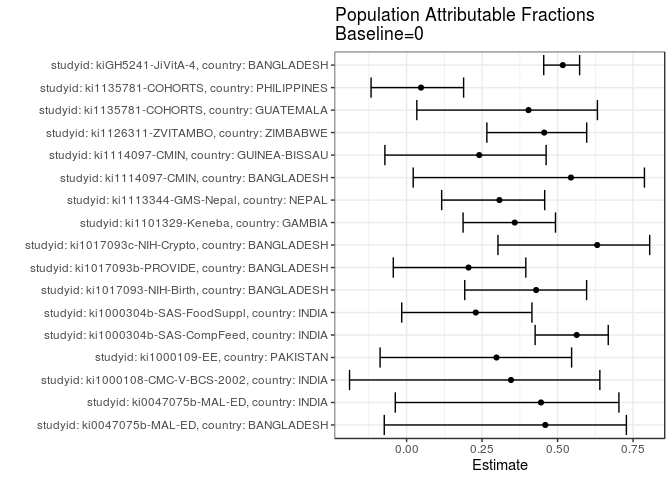 Population Attributable Fractions
Baseline=0
studyid: kiGH5241-JiVitA-4, country: BANGLADESH
studyid: ki1135781-COHORTS, country: PHILIPPINES
studyid: ki1135781-COHORTS, country: GUATEMALA
studyid: ki1126311-ZVITAMBO, country: ZIMBABWE
studyid: ki1114097-CMIN, country: GUINEA-BISSAU
studyid: ki1114097-CMIN, country: BANGLADESH
studyid: ki1113344-GMS-Nepal, country: NEPAL
studyid: ki1101329-Keneba, country: GAMBIA
studyid: ki1017093c-NIH-Crypto, country: BANGLADESH
studyid: ki1017093b-PROVIDE, country: BANGLADESH
studyid: ki1017093-NIH-Birth, country: BANGLADESH
studyid: ki1000304b-SAS-FoodSuppl, country: INDIA
studyid: ki1000304b-SAS-CompFeed, country: INDIA
studyid: ki1000109-EE, country: PAKISTAN
studyid: ki1000108-CMC-V-BCS-2002, country: INDIA
studyid: ki0047075b-MAL-ED, country: INDIA
studyid: ki0047075b-MAL-ED, country: BANGLADESH
0.00 0.25 0.50 0.75
Estimate